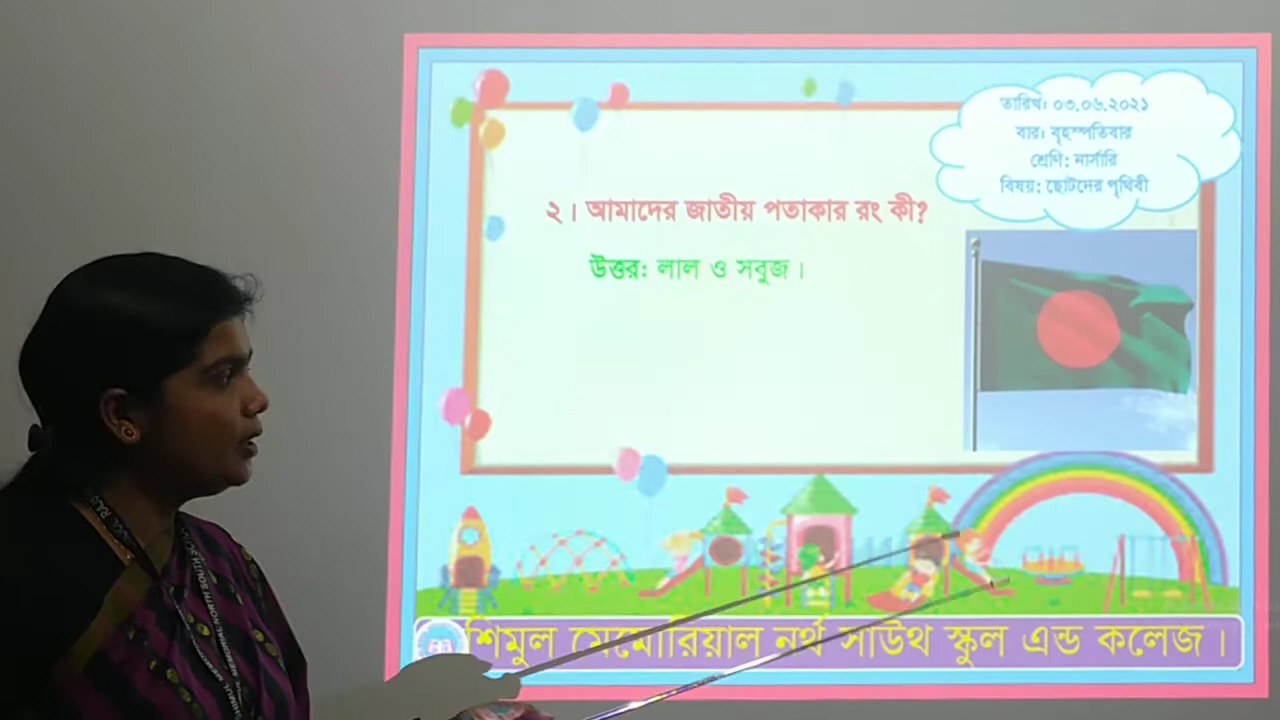 তারিখ: ০৩.০৬.২০২১
বার: বৃহস্পতিবার
শ্রেণি: নার্সারি
বিষয়: ছোটদের পৃথিবী
২। আমাদের জাতীয় পতাকার রং কী?
উত্তর: লাল ও সবুজ।
শিমুল মেমোরিয়াল নর্থ সাউথ স্কুল এন্ড কলেজ।